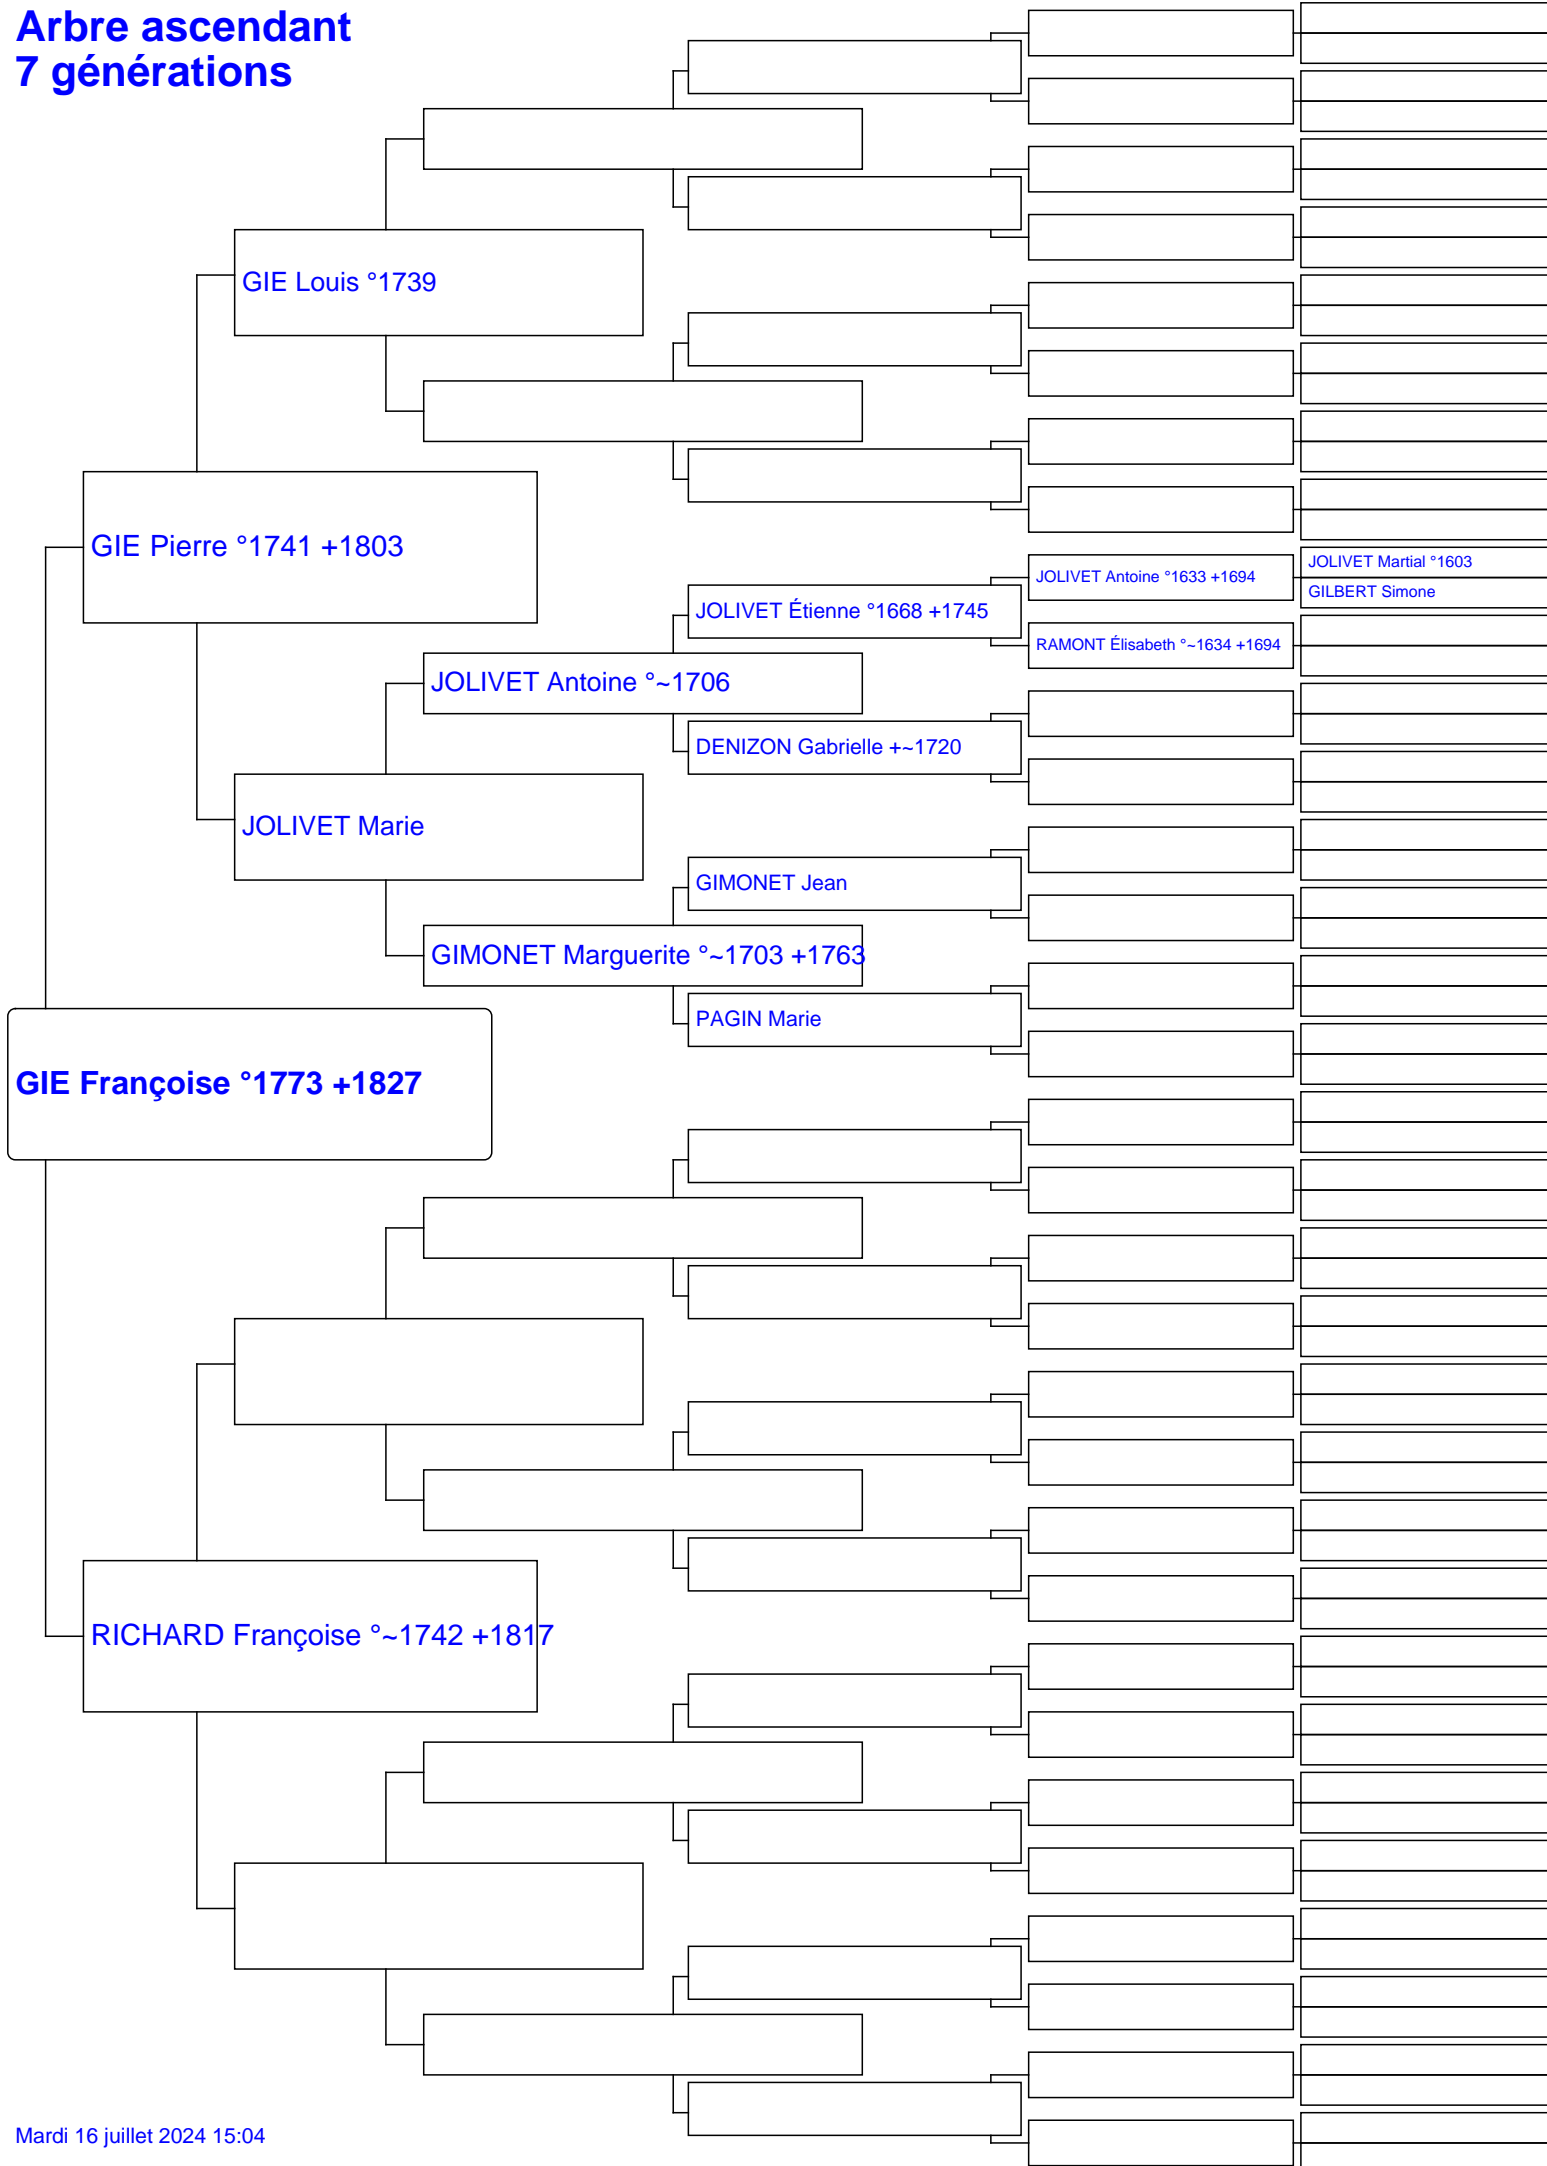 Arbre ascendant
7 générations
GIE Louis °1739
GIE Pierre °1741 +1803
JOLIVET Martial °1603
JOLIVET Antoine °1633 +1694
GILBERT Simone
JOLIVET Étienne °1668 +1745
RAMONT Élisabeth °~1634 +1694
JOLIVET Antoine °~1706
DENIZON Gabrielle +~1720
JOLIVET Marie
GIMONET Jean
GIMONET Marguerite °~1703 +1763
PAGIN Marie
GIE Françoise °1773 +1827
RICHARD Françoise °~1742 +1817
Mardi 16 juillet 2024 15:04